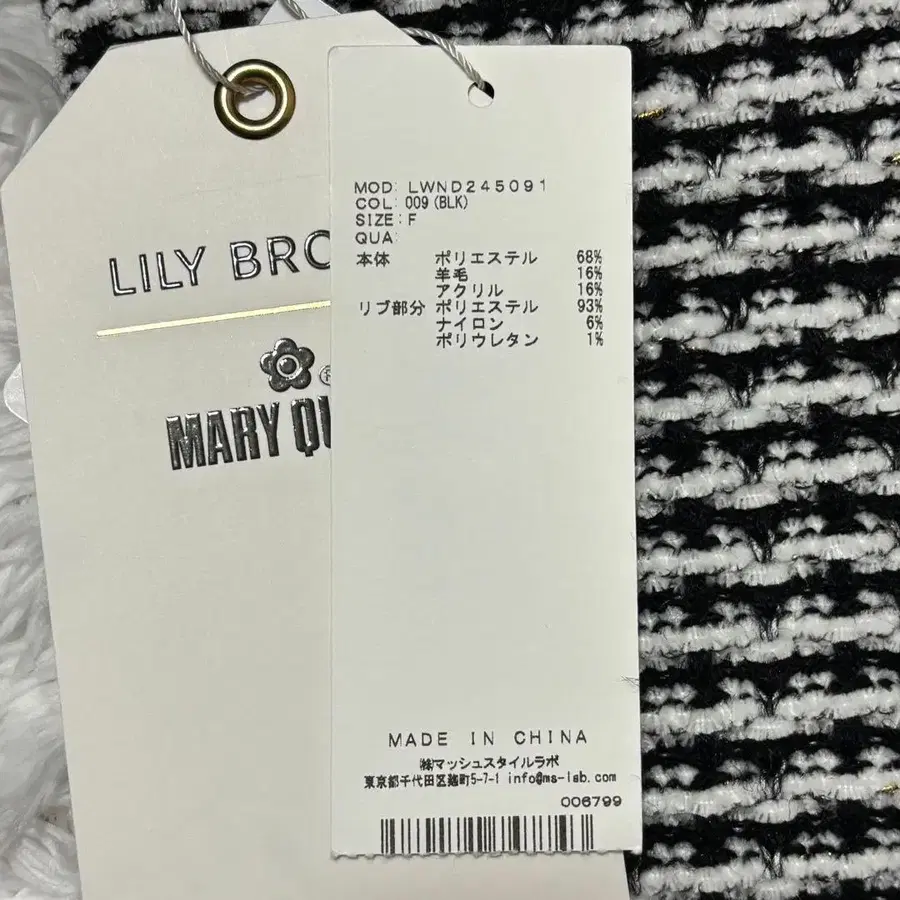 LILY BRO
MARY QU
MOD: LWND245091
COL: 009 (BLK)
SIZE: F
QUA:
本体 ポリエステル 68%
羊毛 16%
アクリル 16%
リブ部分 ポリエステル 93%
ナイロン 6%
ポリウレタン 1%
MADE IN CHINA
㈱マッシュスタイルラボ
東京都千代田区麹町5-7-1 info@ms-lab.com
006799